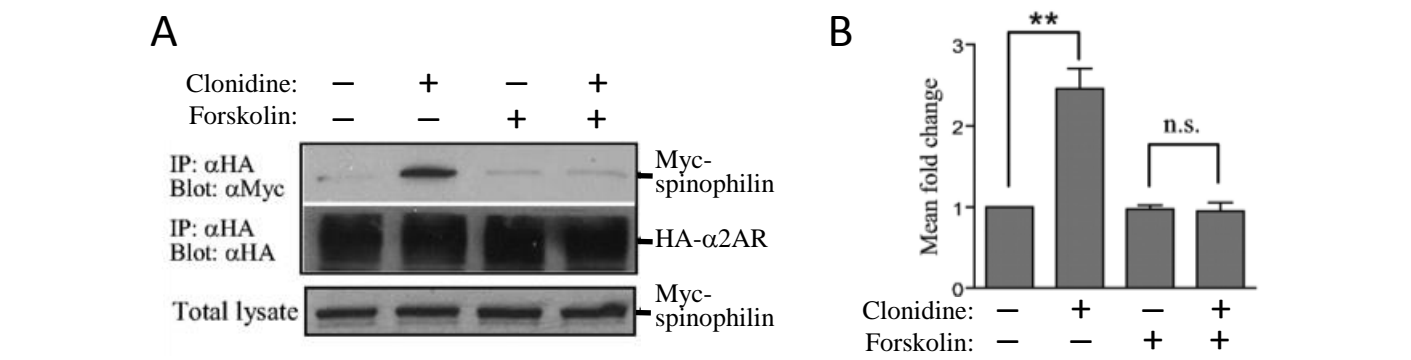 A
Clonidine: – + – +
Forskolin: – – + +
IP: αHA
Blot: αMyc
Myc-
spinophilin
IP: αHA
Blot: αHA
HA-α2AR
Total lysate
Myc-
spinophilin
B
Mean fold change
3
2
1
0
**
n.s.
Clonidine: – + – +
Forskolin: – – + +